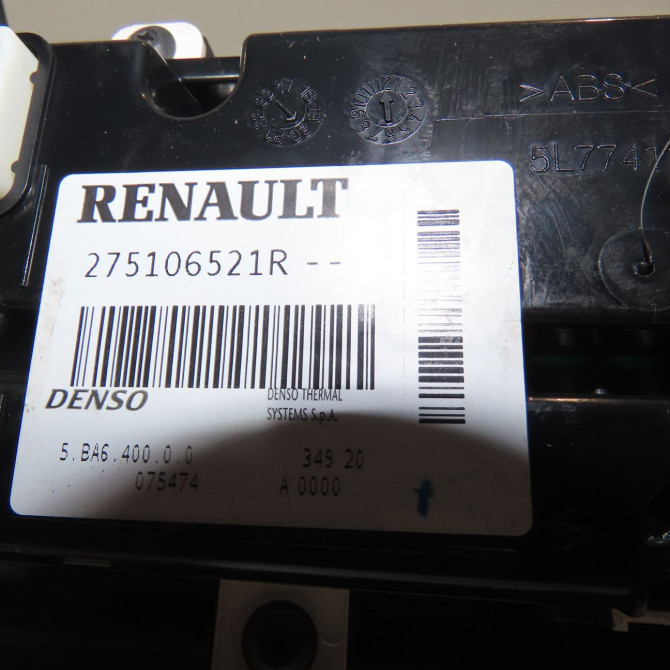 >ABS<
5L7741
RENAULT
275106521R --
DENSO
DENSO THERMAL
SYSTEMS S.p.A.
5.BA6.400.0.0 349 20
075474 A 0000